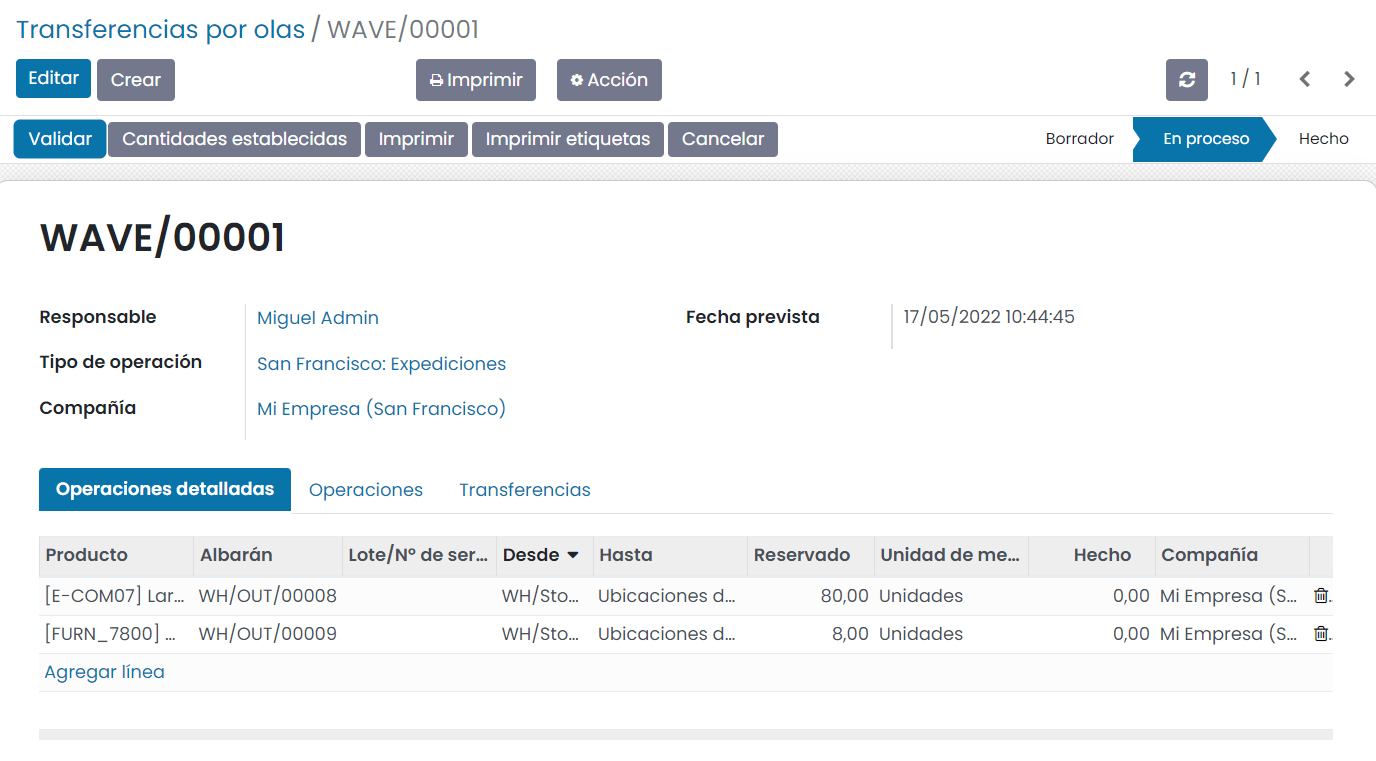 Transferencias por olas / WAVE/00001
Editar Crear Imprimir Acción 1 / 1
Validar Cantidades establecidas Imprimir Imprimir etiquetas Cancelar Borrador En proceso Hecho
WAVE/00001
Responsable Miguel Admin Fecha prevista 17/05/2022 10:44:45
Tipo de operación San Francisco: Expediciones
Compañía Mi Empresa (San Francisco)
Operaciones detalladas Operaciones Transferencias
Producto Albarán Lote/Nº de ser... Desde Hasta Reservado Unidad de me... Hecho Compañía
[E-COM07] Lar... WH/OUT/00008 WH/Sto... Ubicaciones d... 80,00 Unidades 0,00 Mi Empresa (S...
[FURN_7800] ... WH/OUT/00009 WH/Sto... Ubicaciones d... 8,00 Unidades 0,00 Mi Empresa (S...
Agregar línea